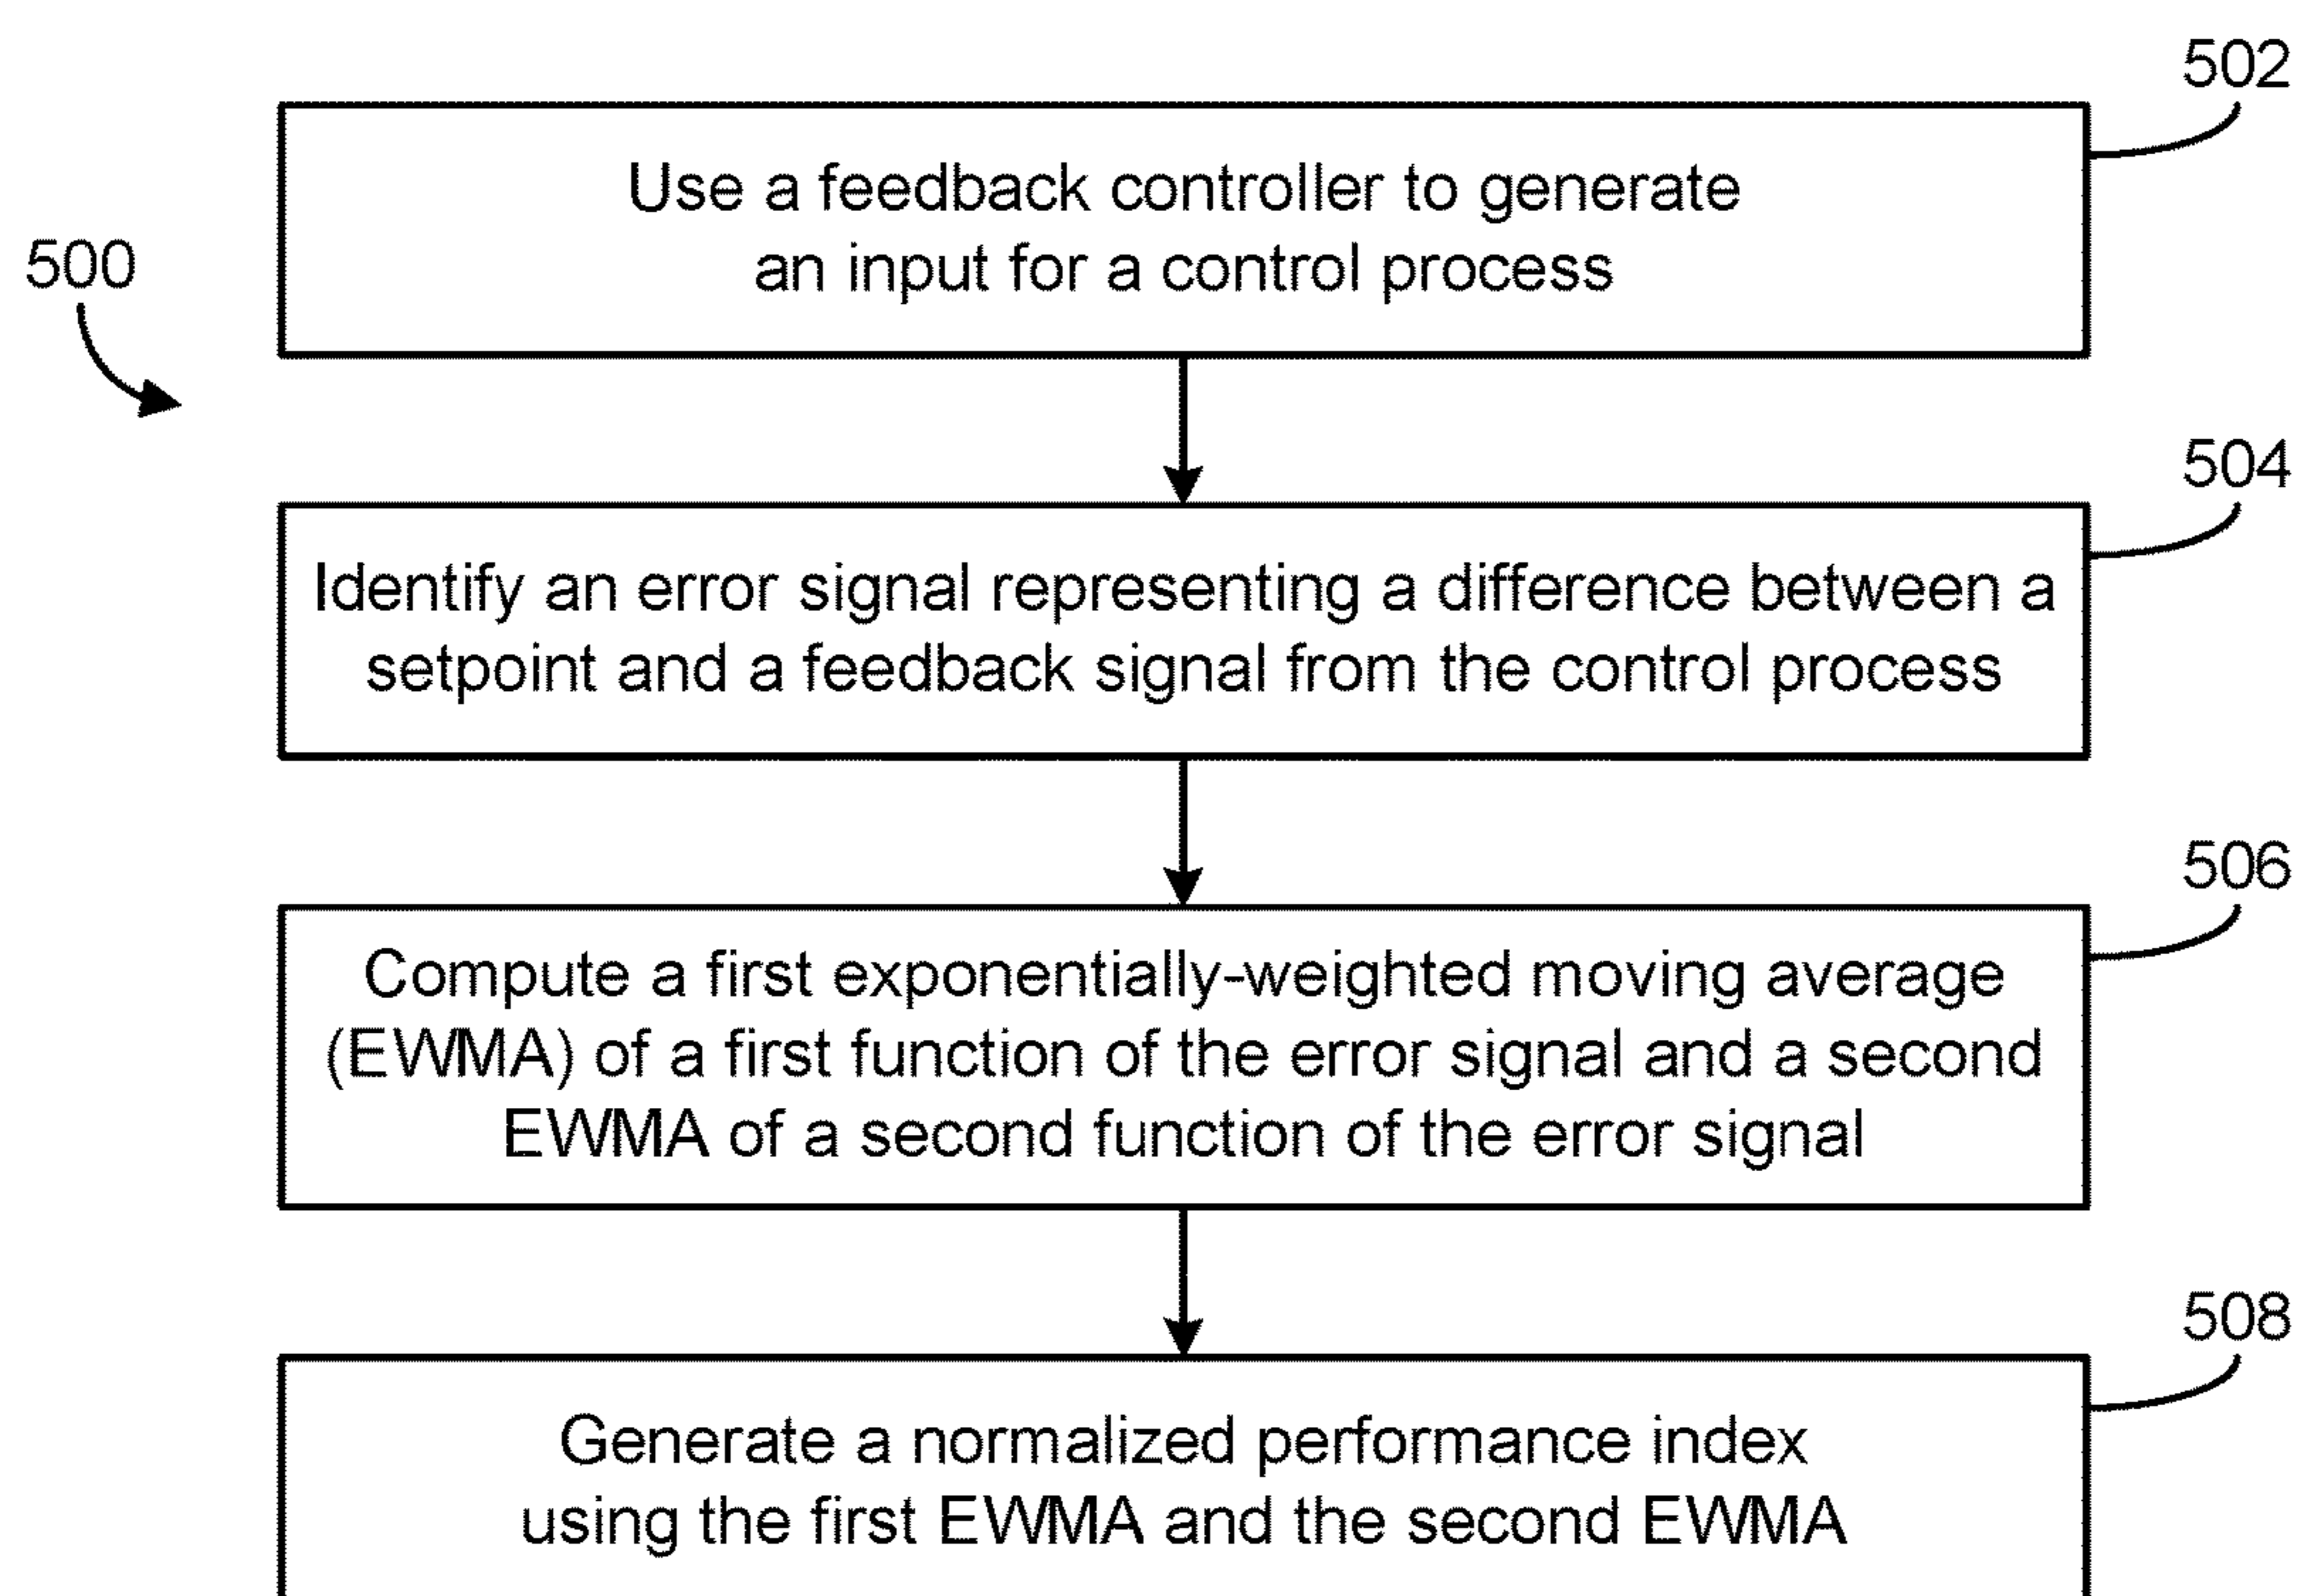 502
Use a feedback controller to generate
an input for a control process
500
504
Identify an error signal representing a difference between a
setpoint and a feedback signal from the control process
506
Compute a first exponentially-weighted moving average
(EWMA) of a first function of the error signal and a second
EWMA of a second function of the error signal
508
Generate a normalized performance index
using the first EWMA and the second EWMA